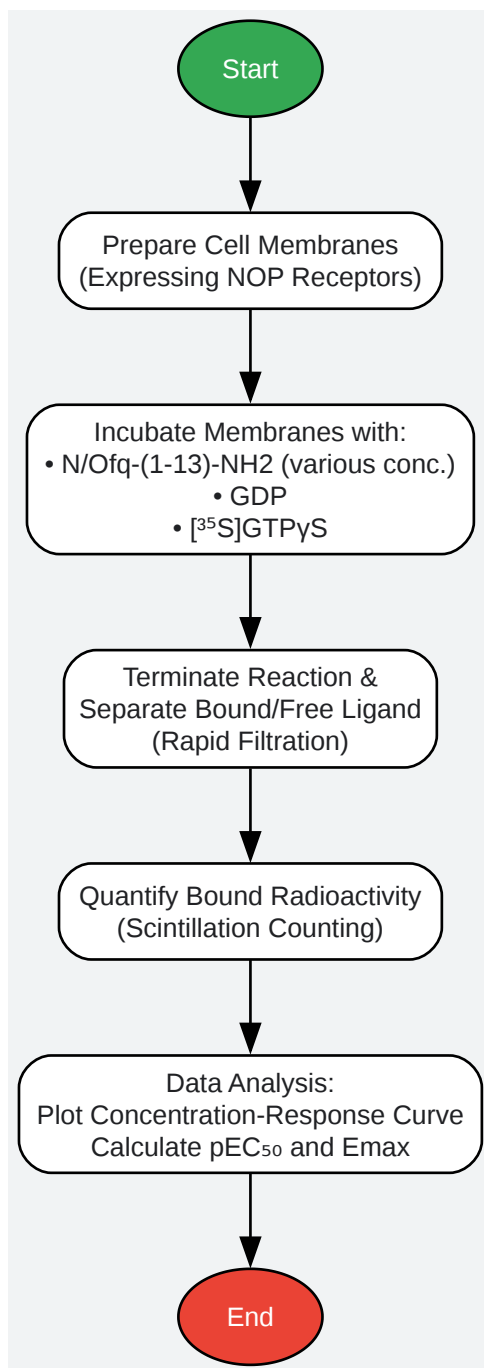 Start
Prepare Cell Membranes
(Expressing NOP Receptors)
Incubate Membranes with:
• N/Ofq-(1-13)-NH2 (various conc.)
• GDP
• [³⁵S]GTPγS
Terminate Reaction &
Separate Bound/Free Ligand
(Rapid Filtration)
Quantify Bound Radioactivity
(Scintillation Counting)
Data Analysis:
Plot Concentration-Response Curve
Calculate pEC₅₀ and Emax
End